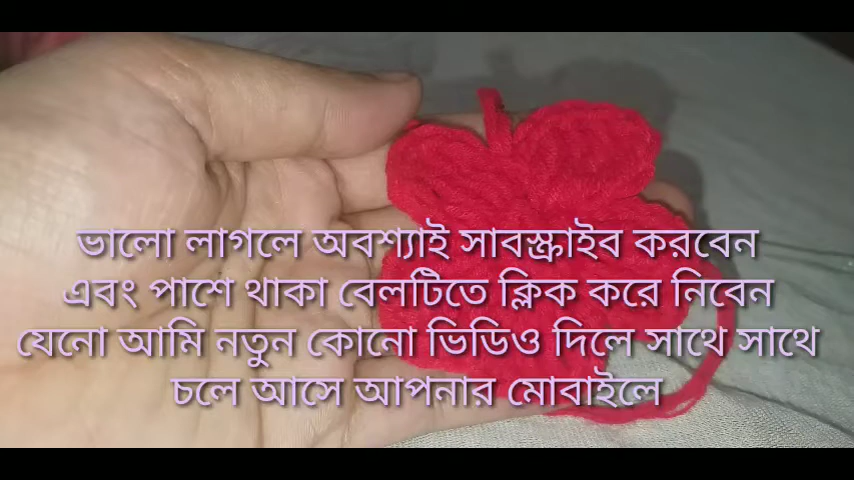 ভালো লাগলে অবশ্যাই সাবস্ক্রাইব করবেন
এবং পাশে থাকা বেলটিতে ক্লিক করে নিবেন
যেনো আমি নতুন কোনো ভিডিও দিলে সাথে সাথে
চলে আসে আপনার মোবাইলে